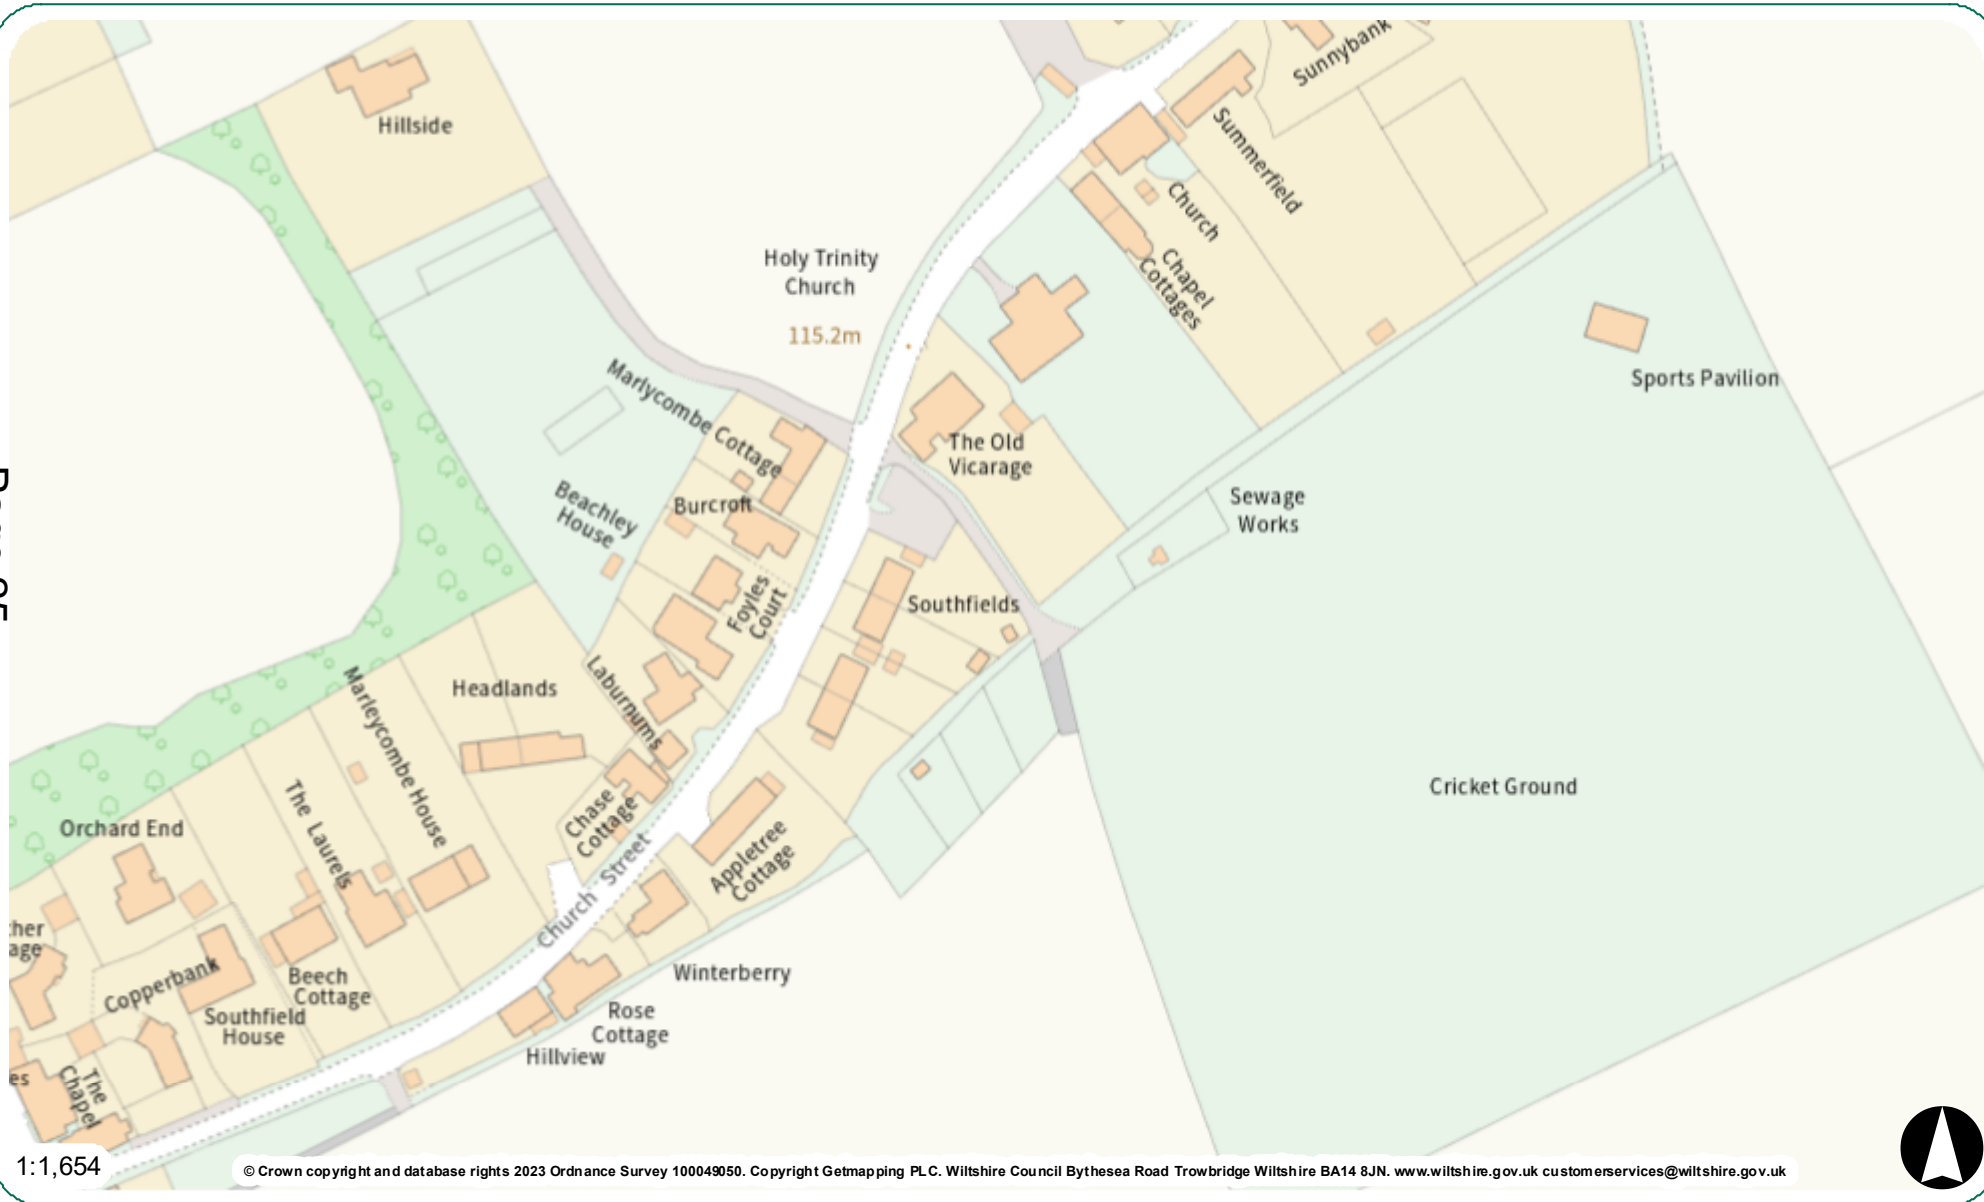 Hillside
Sunnybank
Summerfield
Church
Chapel
Cottages
Holy Trinity
Church
115.2m
Sports Pavilion
Marlycombe Cottage
The Old
Vicarage
Beachley
House
Burcroft
Sewage
Works
Foyles
Court
Southfields
Laburnums
Headlands
Marleycombe House
Cricket Ground
The Laurels
Orchard End
Chase
Cottage
Church Street
Appletree
Cottage
Copperbank
Beech
Cottage
Southfield
House
Winterberry
Rose
Cottage
Hillview
The
Chapel
1:1,654
© Crown copyright and database rights 2023 Ordnance Survey 100049050. Copyright Getmapping PLC. Wiltshire Council Bythesea Road Trowbridge Wiltshire BA14 8JN. www.wiltshire.gov.uk customerservices@wiltshire.gov.uk